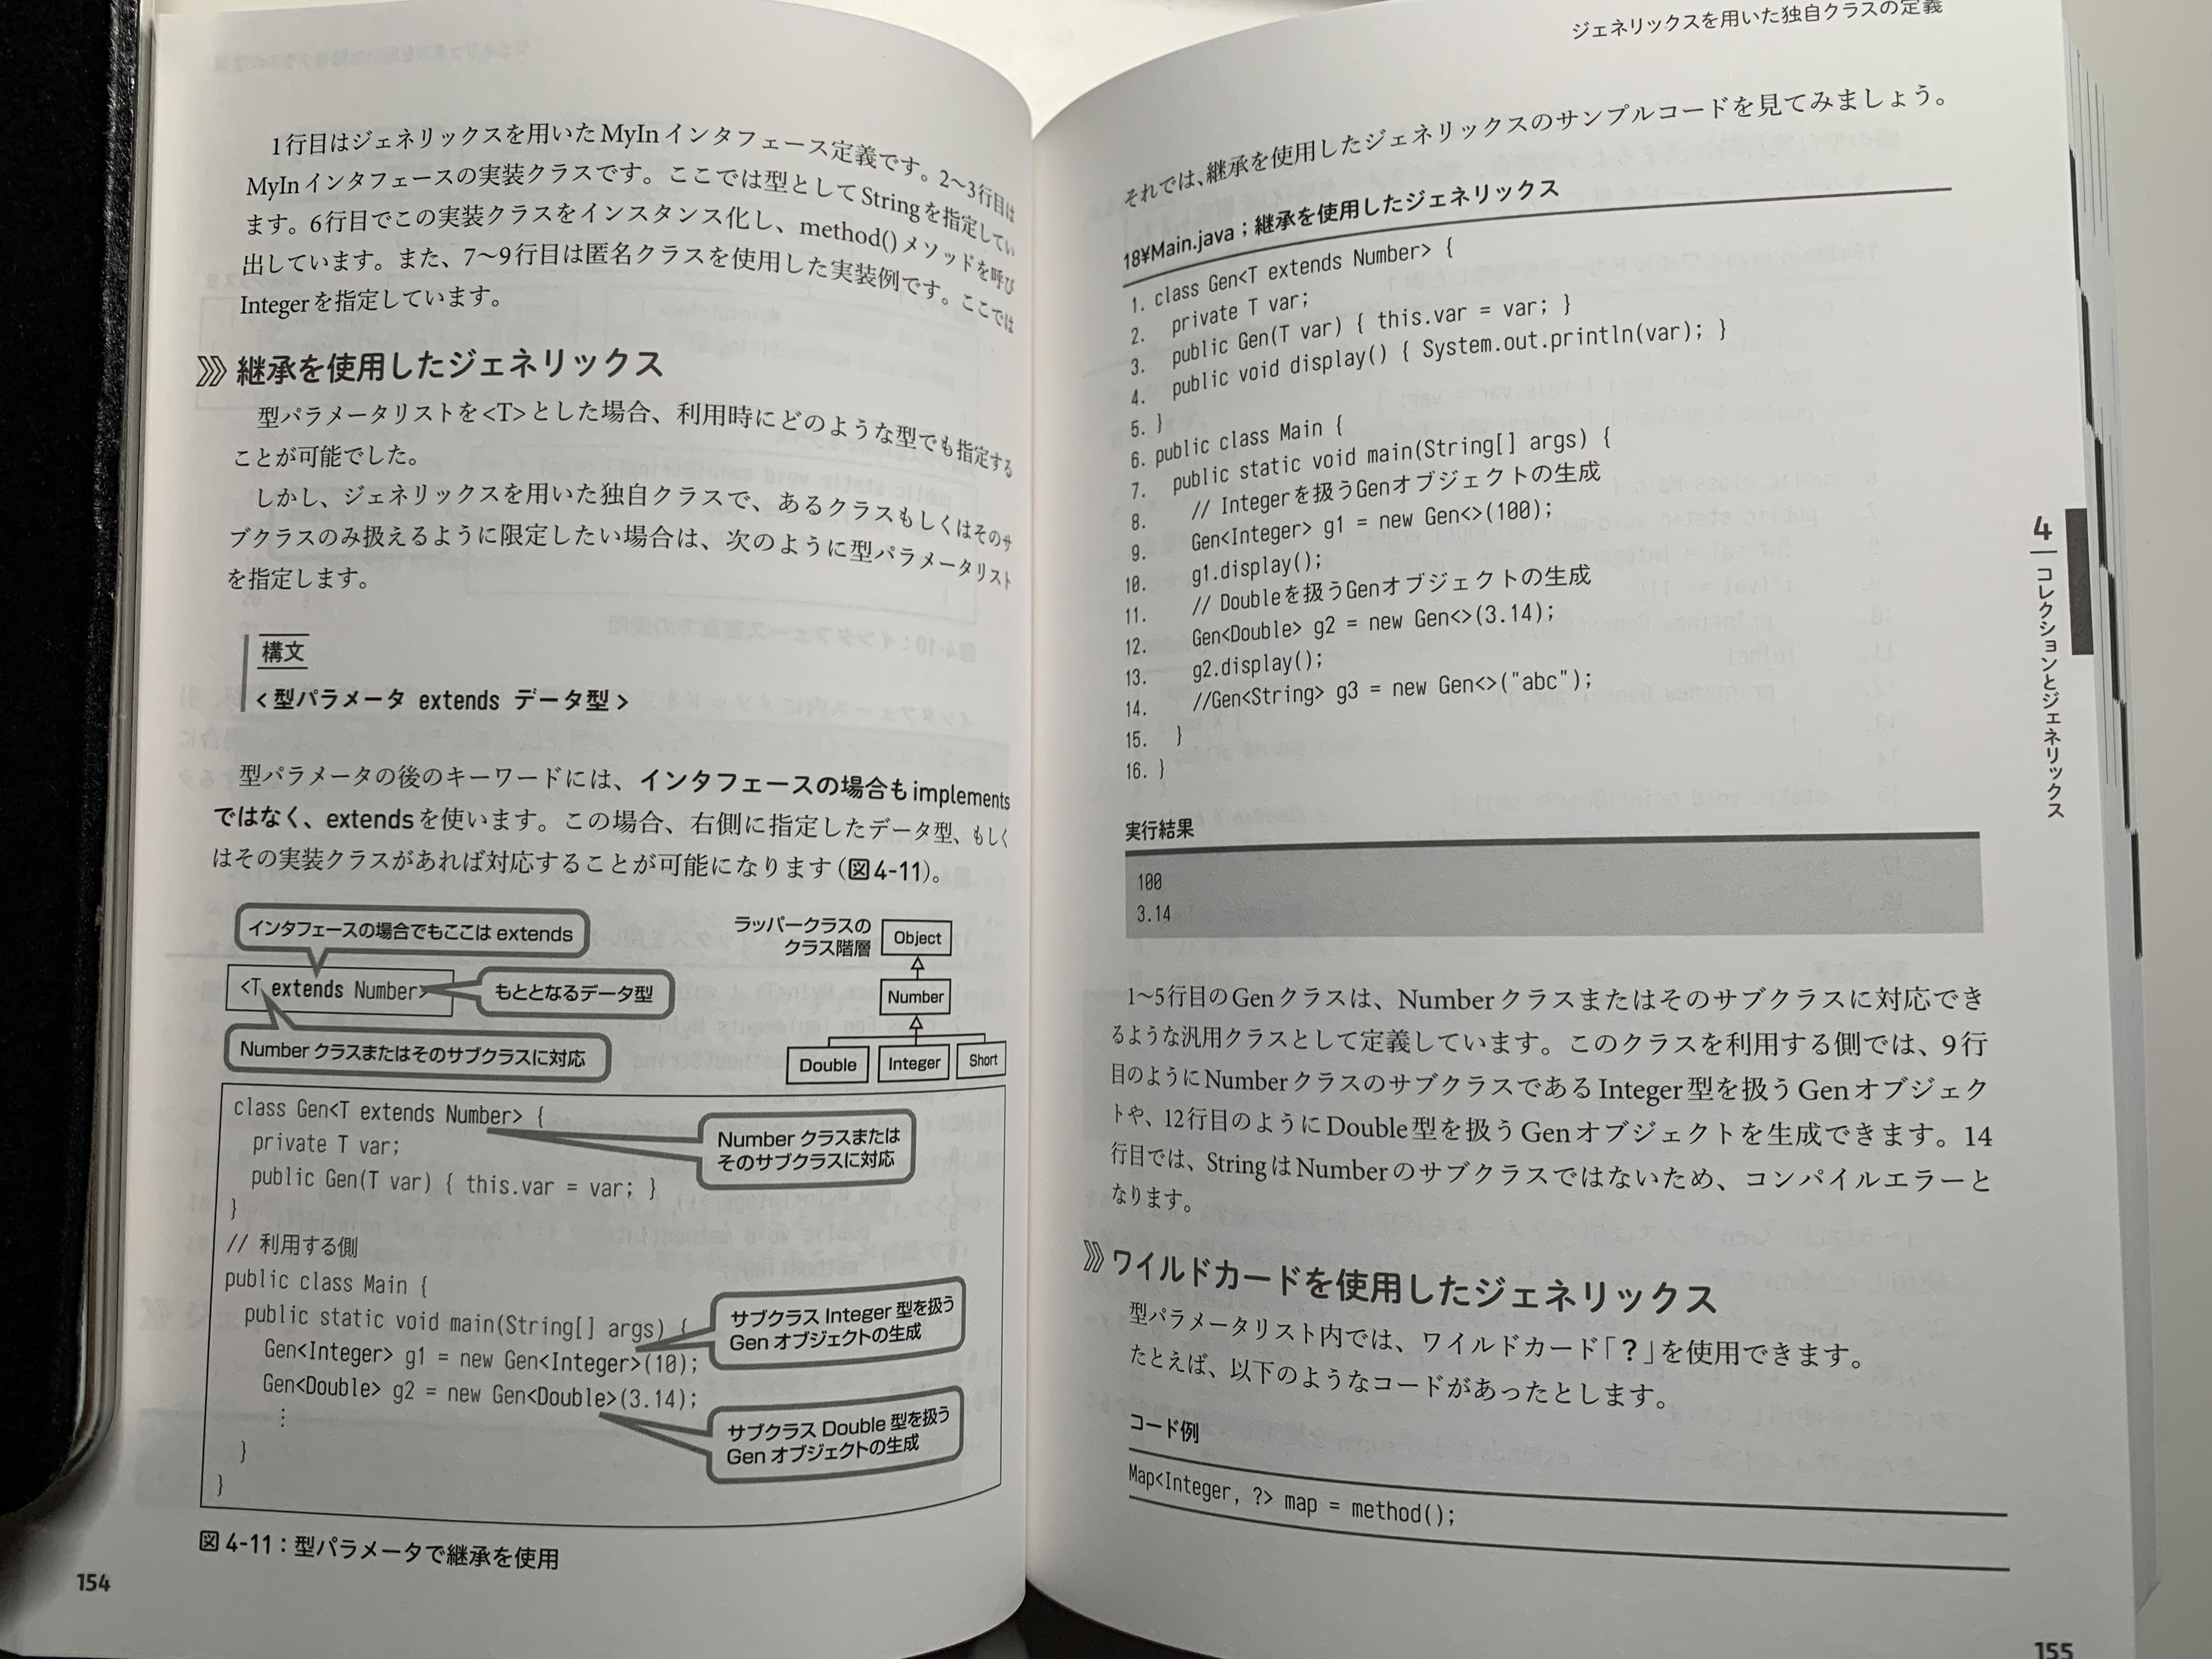 1行目はジェネリックスを用いたMyInインタフェース定義です。2〜3行目は
MyInインタフェースの実装クラスです。ここでは型としてStringを指定してい
ます。6行目でこの実装クラスをインスタンス化し、method()メソッドを呼び
出しています。また、7〜9行目は匿名クラスを使用した実装例です。ここでは
Integerを指定しています。
継承を使用したジェネリックス
型パラメータリストを<T>とした場合、利用時にどのような型でも指定する
ことが可能でした。
しかし、ジェネリックスを用いた独自クラスで、あるクラスもしくはそのサ
ブクラスのみ扱えるように限定したい場合は、次のように型パラメータリスト
を指定します。
構文
<型パラメータ extends データ型>
型パラメータの後のキーワードには、インタフェースの場合もimplements
ではなく、extendsを使います。この場合、右側に指定したデータ型、もしく
はその実装クラスがあれば対応することが可能になります(図4-11)。
インタフェースの場合でもここは extends
<T extends Number>
もととなるデータ型
Number クラスまたはそのサブクラスに対応
ラッパークラスの
クラス階層
Object
Number
Double
Integer
Short
class Gen<T extends Number> {
private T var;
public Gen(T var) { this.var = var; }
}
// 利用する側
public class Main {
public static void main(String[] args) {
Gen<Integer> g1 = new Gen<Integer>(10);
Gen<Double> g2 = new Gen<Double>(3.14);
⋮
}
}
Number クラスまたは
そのサブクラスに対応
サブクラス Integer 型を扱う
Gen オブジェクトの生成
サブクラス Double 型を扱う
Gen オブジェクトの生成
図4-11：型パラメータで継承を使用
154
ジェネリックスを用いた独自クラスの定義
それでは、継承を使用したジェネリックスのサンプルコードを見てみましょう。
18¥Main.java；継承を使用したジェネリックス
1. class Gen<T extends Number> {
2. private T var;
3. public Gen(T var) { this.var = var; }
4. public void display() { System.out.println(var); }
5. }
6. public class Main {
7. public static void main(String[] args) {
8. // Integerを扱うGenオブジェクトの生成
9. Gen<Integer> g1 = new Gen<>(100);
10. g1.display();
11. // Doubleを扱うGenオブジェクトの生成
12. Gen<Double> g2 = new Gen<>(3.14);
13. g2.display();
14. //Gen<String> g3 = new Gen<>("abc");
15. }
16. }
実行結果
100
3.14
1〜5行目のGenクラスは、Numberクラスまたはそのサブクラスに対応でき
るような汎用クラスとして定義しています。このクラスを利用する側では、9行
目のようにNumberクラスのサブクラスであるInteger型を扱うGenオブジェク
トや、12行目のようにDouble型を扱うGenオブジェクトを生成できます。14
行目では、StringはNumberのサブクラスではないため、コンパイルエラーと
なります。
ワイルドカードを使用したジェネリックス
型パラメータリスト内では、ワイルドカード「?」を使用できます。
たとえば、以下のようなコードがあったとします。
コード例
Map<Integer, ?> map = method();
4
コレクションとジェネリックス
155